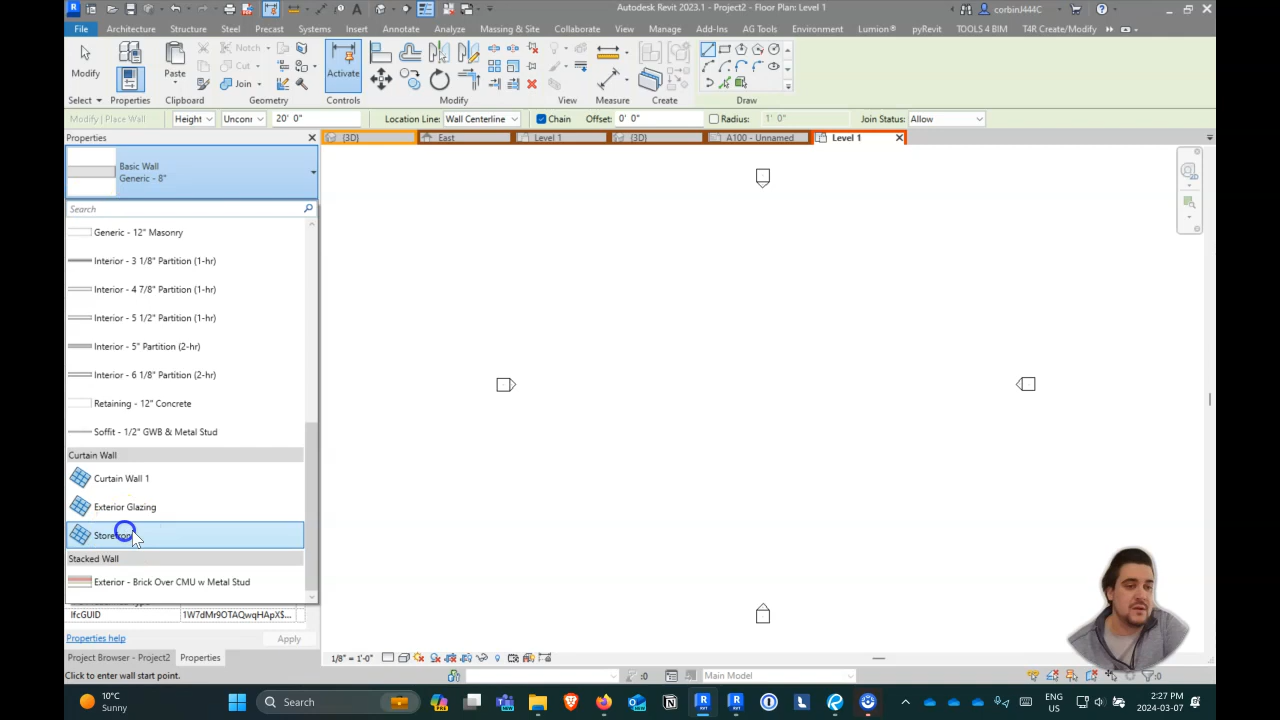 Autodesk Revit 2023.1 - Project2 - Floor Plan: Level 1
corbinJ444C
File Architecture Structure Steel Precast Systems Insert Annotate Analyze Massing & Site Collaborate View Manage Add-Ins AG Tools Environment Lumion® pyRevit TOOLS 4 BIM T4R Create/Modify
Modify
Paste
Notch
Cut
Join
Activate
Select Properties Clipboard Geometry Controls Modify View Measure Create Draw
Modify | Place Wall Height Uncon 20' 0" Location Line: Wall Centerline Chain Offset: 0' 0" Radius: 1' 0" Join Status: Allow
Properties
{3D} East Level 1 {3D} A100 - Unnamed Level 1
Basic Wall
Generic - 8"
Search
Generic - 12" Masonry
Interior - 3 1/8" Partition (1-hr)
Interior - 4 7/8" Partition (1-hr)
Interior - 5 1/2" Partition (1-hr)
Interior - 5" Partition (2-hr)
Interior - 6 1/8" Partition (2-hr)
Retaining - 12" Concrete
Soffit - 1/2" GWB & Metal Stud
Curtain Wall
Curtain Wall 1
Exterior Glazing
Storefront
Stacked Wall
Exterior - Brick Over CMU w Metal Stud
IfcGUID 1W7dMr9OTAQwqHApX$...
Properties help Apply
Project Browser - Project2 Properties
1/8" = 1'-0"
Click to enter wall start point.
:0
Main Model
:0
10°C
Sunny
Search
ENG
US
2:27 PM
2024-03-07